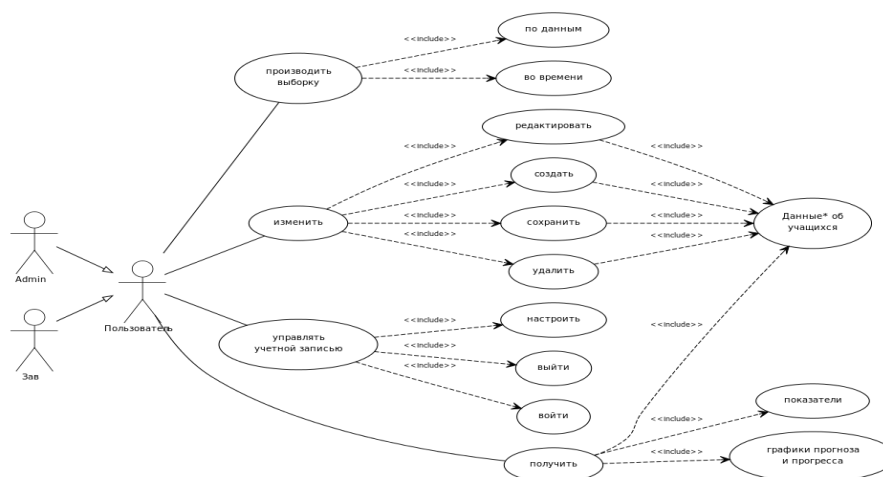 по данным
<<include>>
производить
выборку
<<include>>
во времени
редактировать
<<include>>
<<include>>
создать
<<include>>
<<include>>
изменить
<<include>>
сохранить
<<include>>
Данные* об
учащихся
<<include>>
<<include>>
удалить
Admin
Пользователь
Зав
управлять
учетной записью
<<include>>
настроить
<<include>>
<<include>>
выйти
<<include>>
войти
показатели
<<include>>
получить
<<include>>
графики прогноза
и прогресса